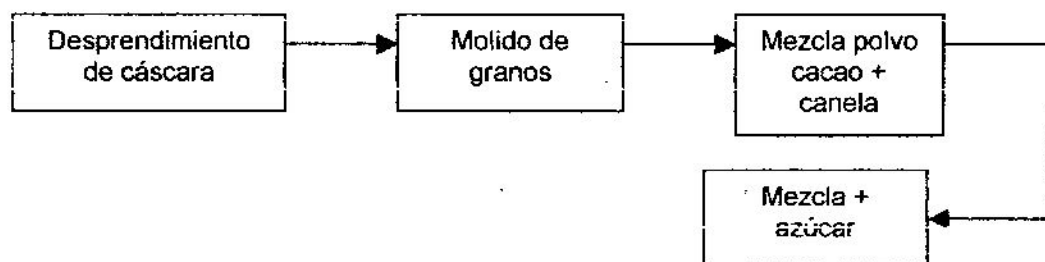 Desprendimiento
de cáscara
Molido de
granos
Mezcla polvo
cacao +
canela
Mezcla +
azúcar